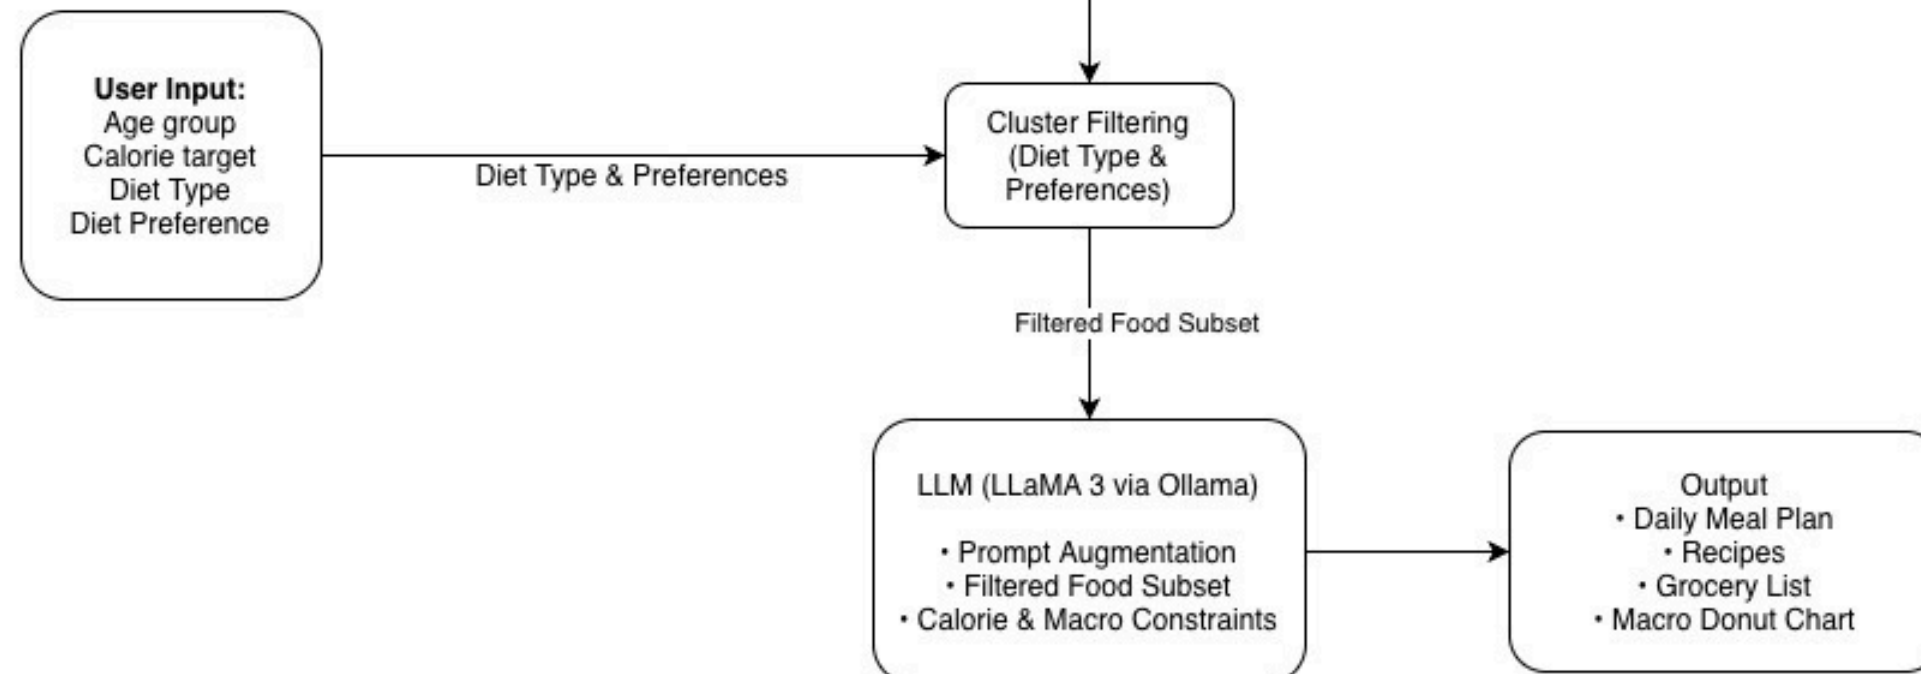 User Input:
Age group
Calorie target
Diet Type
Diet Preference
Diet Type & Preferences
Cluster Filtering
(Diet Type &
Preferences)
Filtered Food Subset
LLM (LLaMA 3 via Ollama)
• Prompt Augmentation
• Filtered Food Subset
• Calorie & Macro Constraints
Output
• Daily Meal Plan
• Recipes
• Grocery List
• Macro Donut Chart